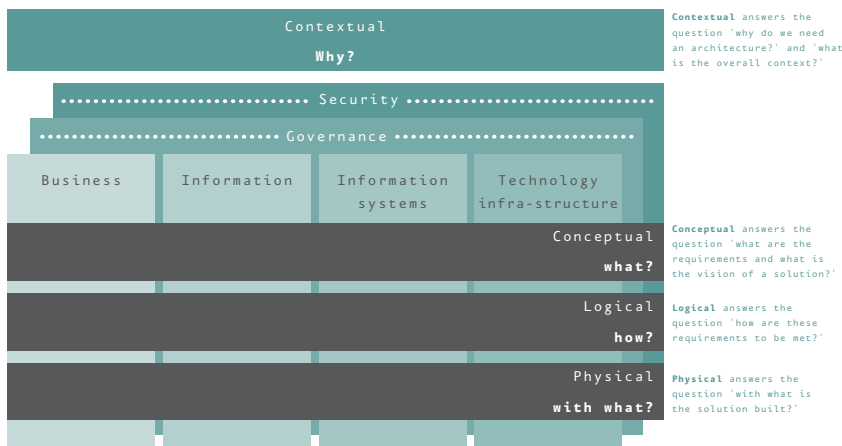 Contextual
Why?
Contextual answers the
question ‘why do we need
an architecture?’ and ‘what
is the overall context?’
Security
Governance
Business
Information
Information
systems
Technology
infra-structure
Conceptual
what?
Conceptual answers the
question ‘what are the
requirements and what is
the vision of a solution?’
Logical
how?
Logical answers the
question ‘how are these
requirements to be met?’
Physical
with what?
Physical answers the
question ‘with what is
the solution built?’